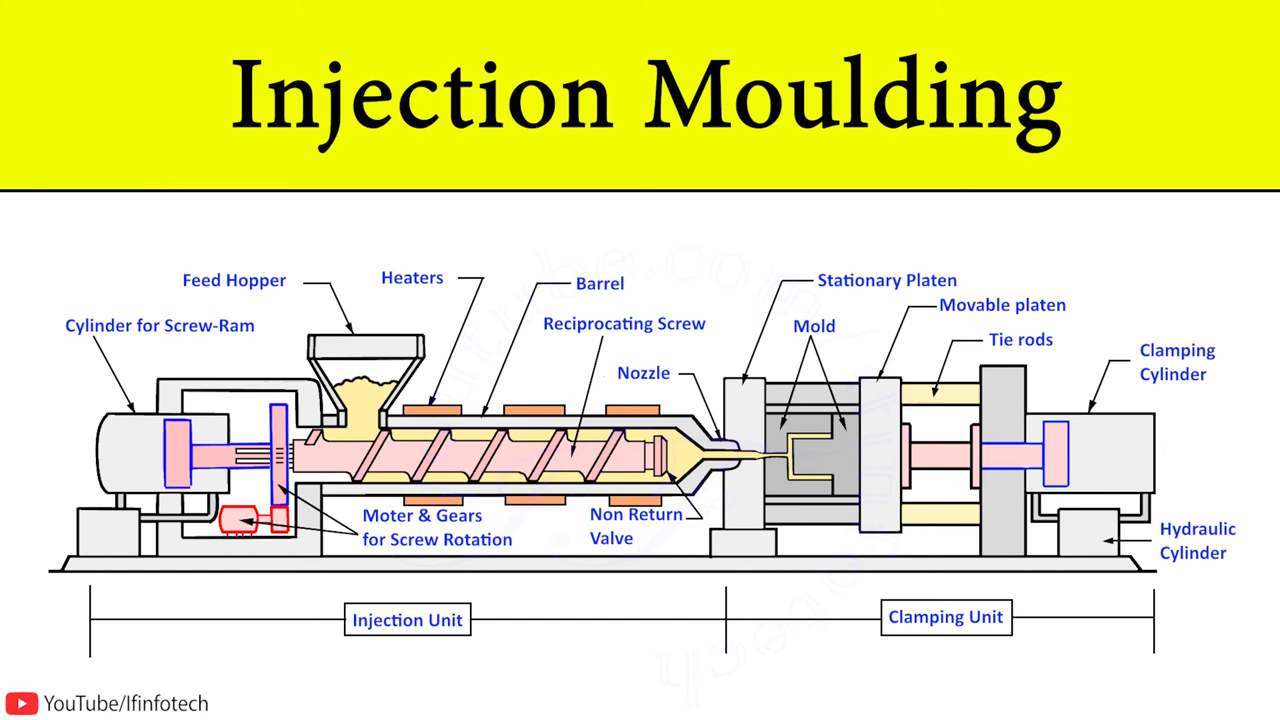 Injection Moulding
Feed Hopper
Heaters
Barrel
Stationary Platen
Movable platen
Cylinder for Screw-Ram
Reciprocating Screw
Mold
Tie rods
Nozzle
Clamping
Cylinder
Moter & Gears
for Screw Rotation
Non Return
Valve
Hydraulic
Cylinder
Injection Unit
Clamping Unit
YouTube/lfinfotech